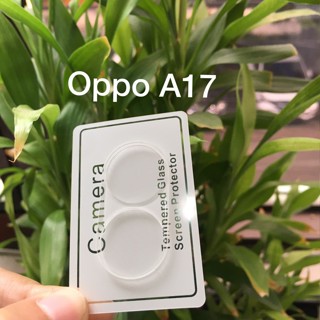 Oppo A17
Camera
Tempered Glass
Screen Protector